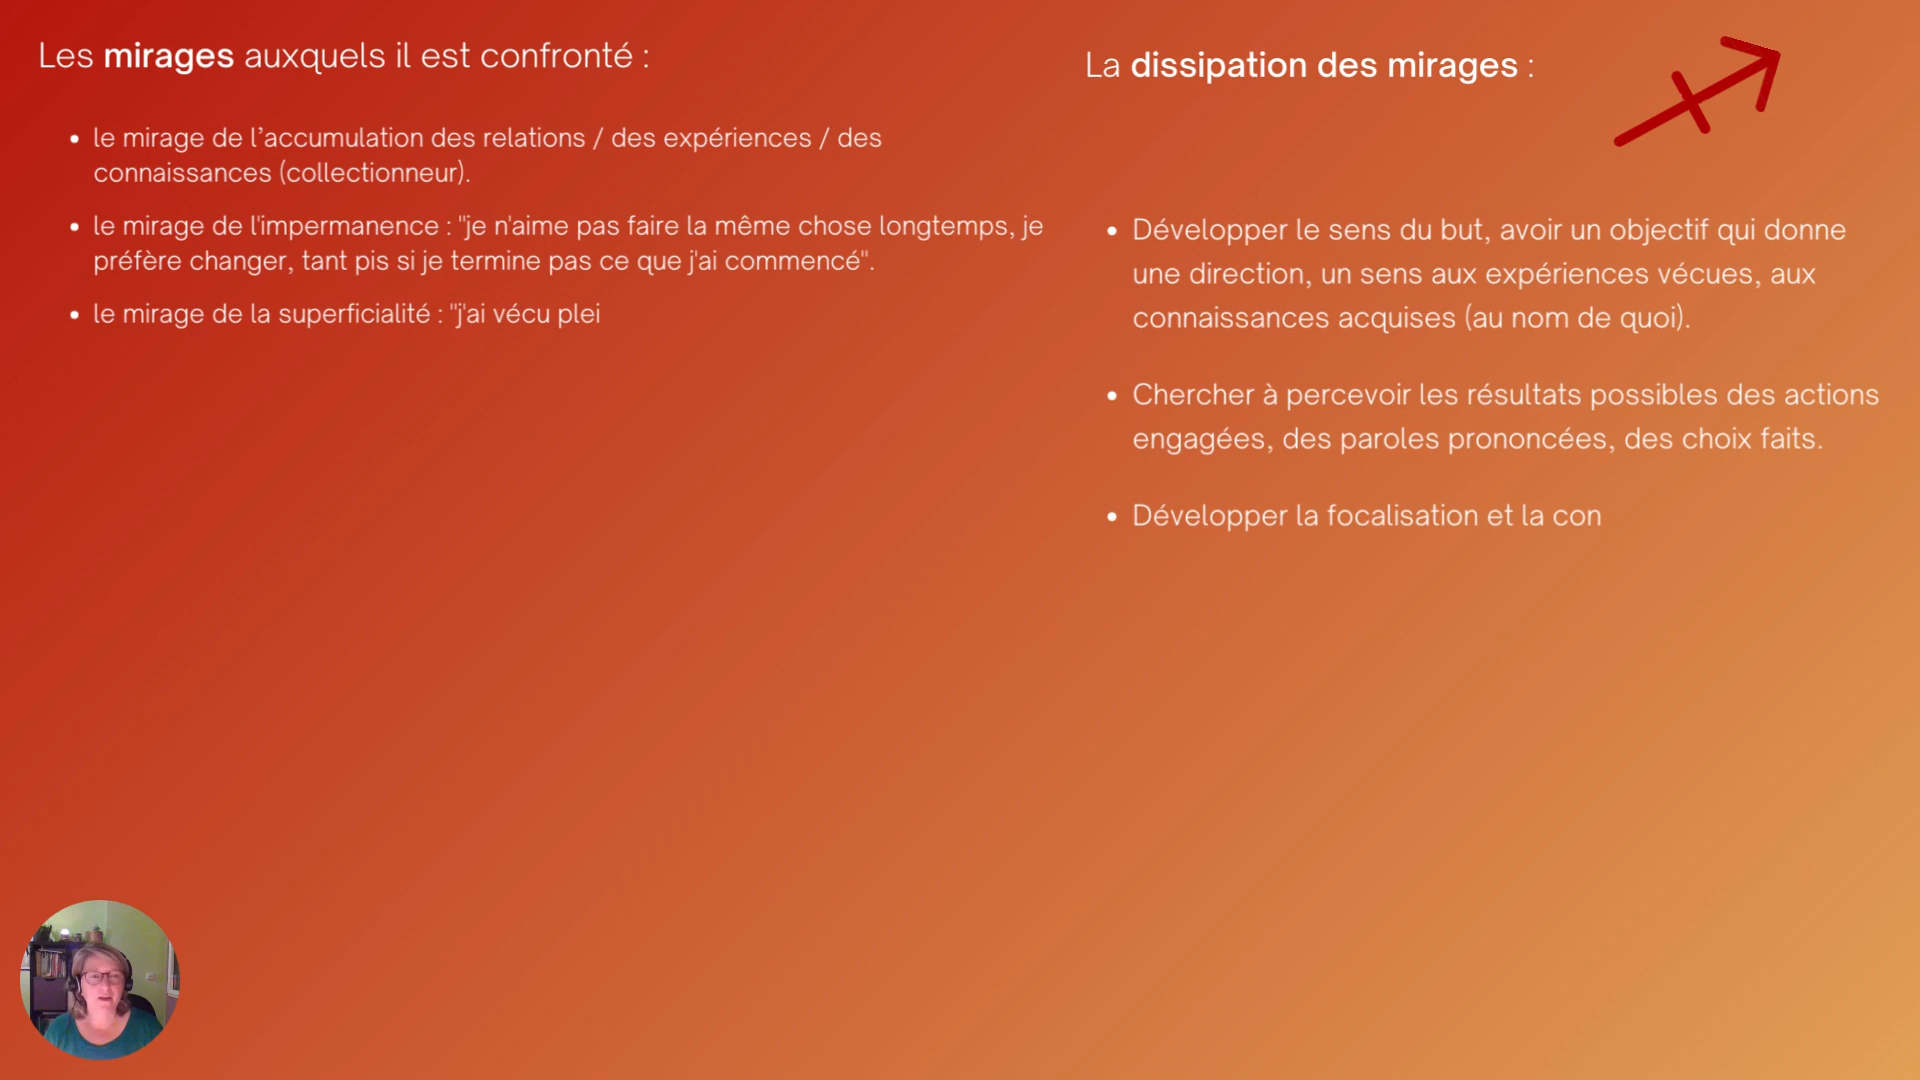 Les mirages auxquels il est confronté :
• le mirage de l’accumulation des relations / des expériences / des
connaissances (collectionneur).
• le mirage de l'impermanence : "je n'aime pas faire la même chose longtemps, je
préfère changer, tant pis si je termine pas ce que j'ai commencé".
• le mirage de la superficialité : "j'ai vécu plei
La dissipation des mirages :
• Développer le sens du but, avoir un objectif qui donne
une direction, un sens aux expériences vécues, aux
connaissances acquises (au nom de quoi).
• Chercher à percevoir les résultats possibles des actions
engagées, des paroles prononcées, des choix faits.
• Développer la focalisation et la con